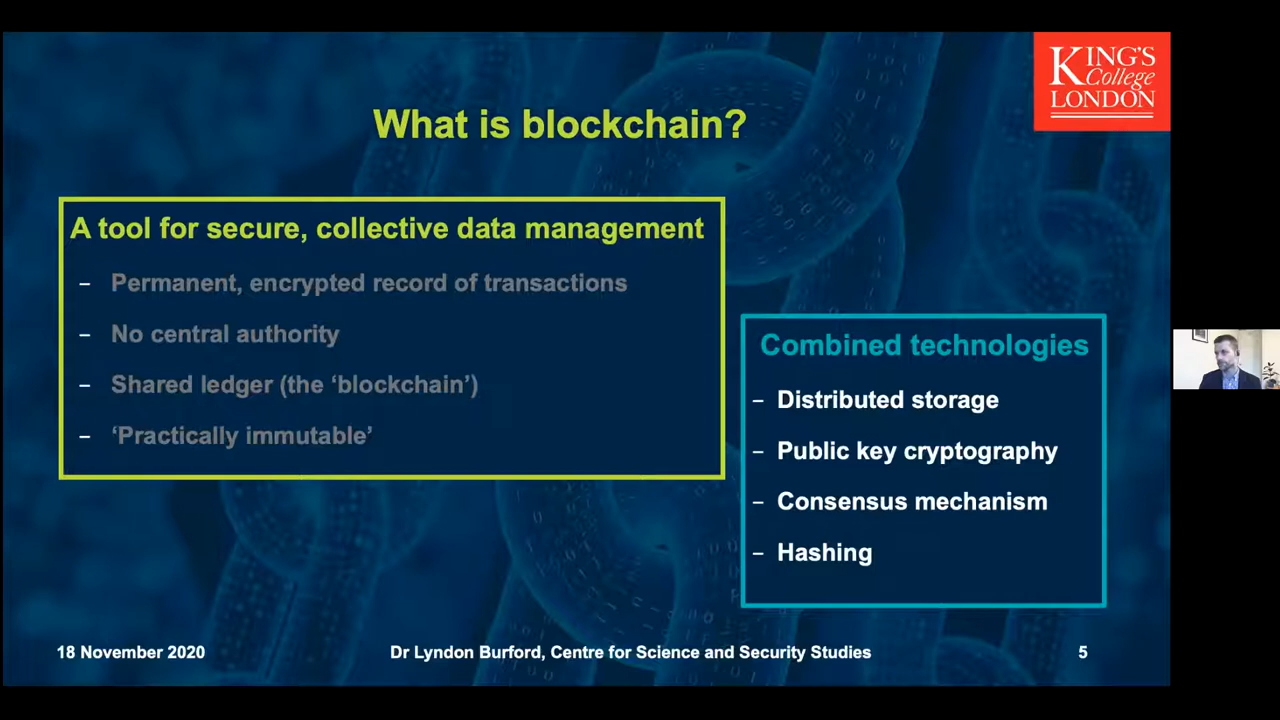 KING'S
College
LONDON
What is blockchain?
A tool for secure, collective data management
– Permanent, encrypted record of transactions
– No central authority
– Shared ledger (the ‘blockchain’)
– ‘Practically immutable’
Combined technologies
– Distributed storage
– Public key cryptography
– Consensus mechanism
– Hashing
18 November 2020
Dr Lyndon Burford, Centre for Science and Security Studies
5